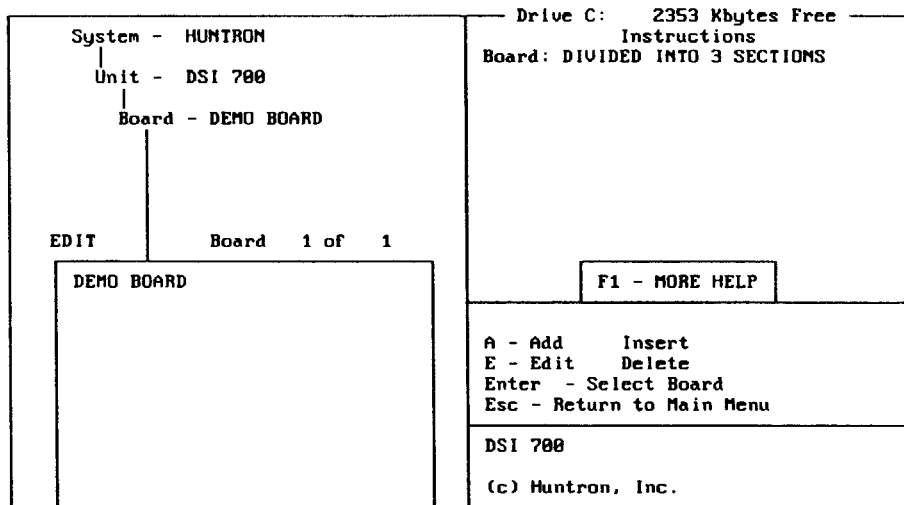 System - HUNTRON
Unit - DSI 700
Board - DEMO BOARD
EDIT Board 1 of 1
DEMO BOARD
Drive C: 2353 Kbytes Free
Instructions
Board: DIVIDED INTO 3 SECTIONS
F1 - MORE HELP
A - Add Insert
E - Edit Delete
Enter - Select Board
Esc - Return to Main Menu
DSI 700
(c) Huntron, Inc.